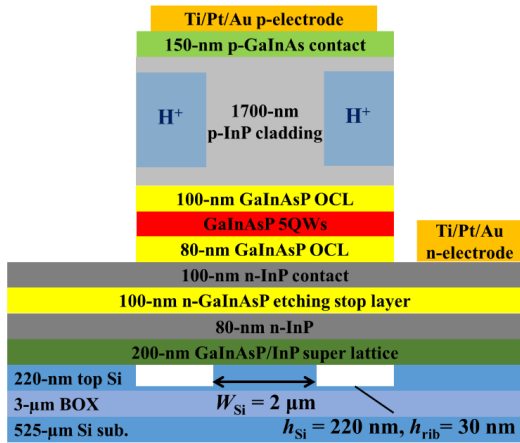 Ti/Pt/Au p-electrode
150-nm p-GaInAs contact
H⁺
1700-nm
p-InP cladding
H⁺
100-nm GaInAsP OCL
GaInAsP 5QWs
80-nm GaInAsP OCL
Ti/Pt/Au
n-electrode
100-nm n-InP contact
100-nm n-GaInAsP etching stop layer
80-nm n-InP
200-nm GaInAsP/InP super lattice
220-nm top Si
3-μm BOX
W_Si = 2 μm
525-μm Si sub.
h_Si = 220 nm, h_rib= 30 nm